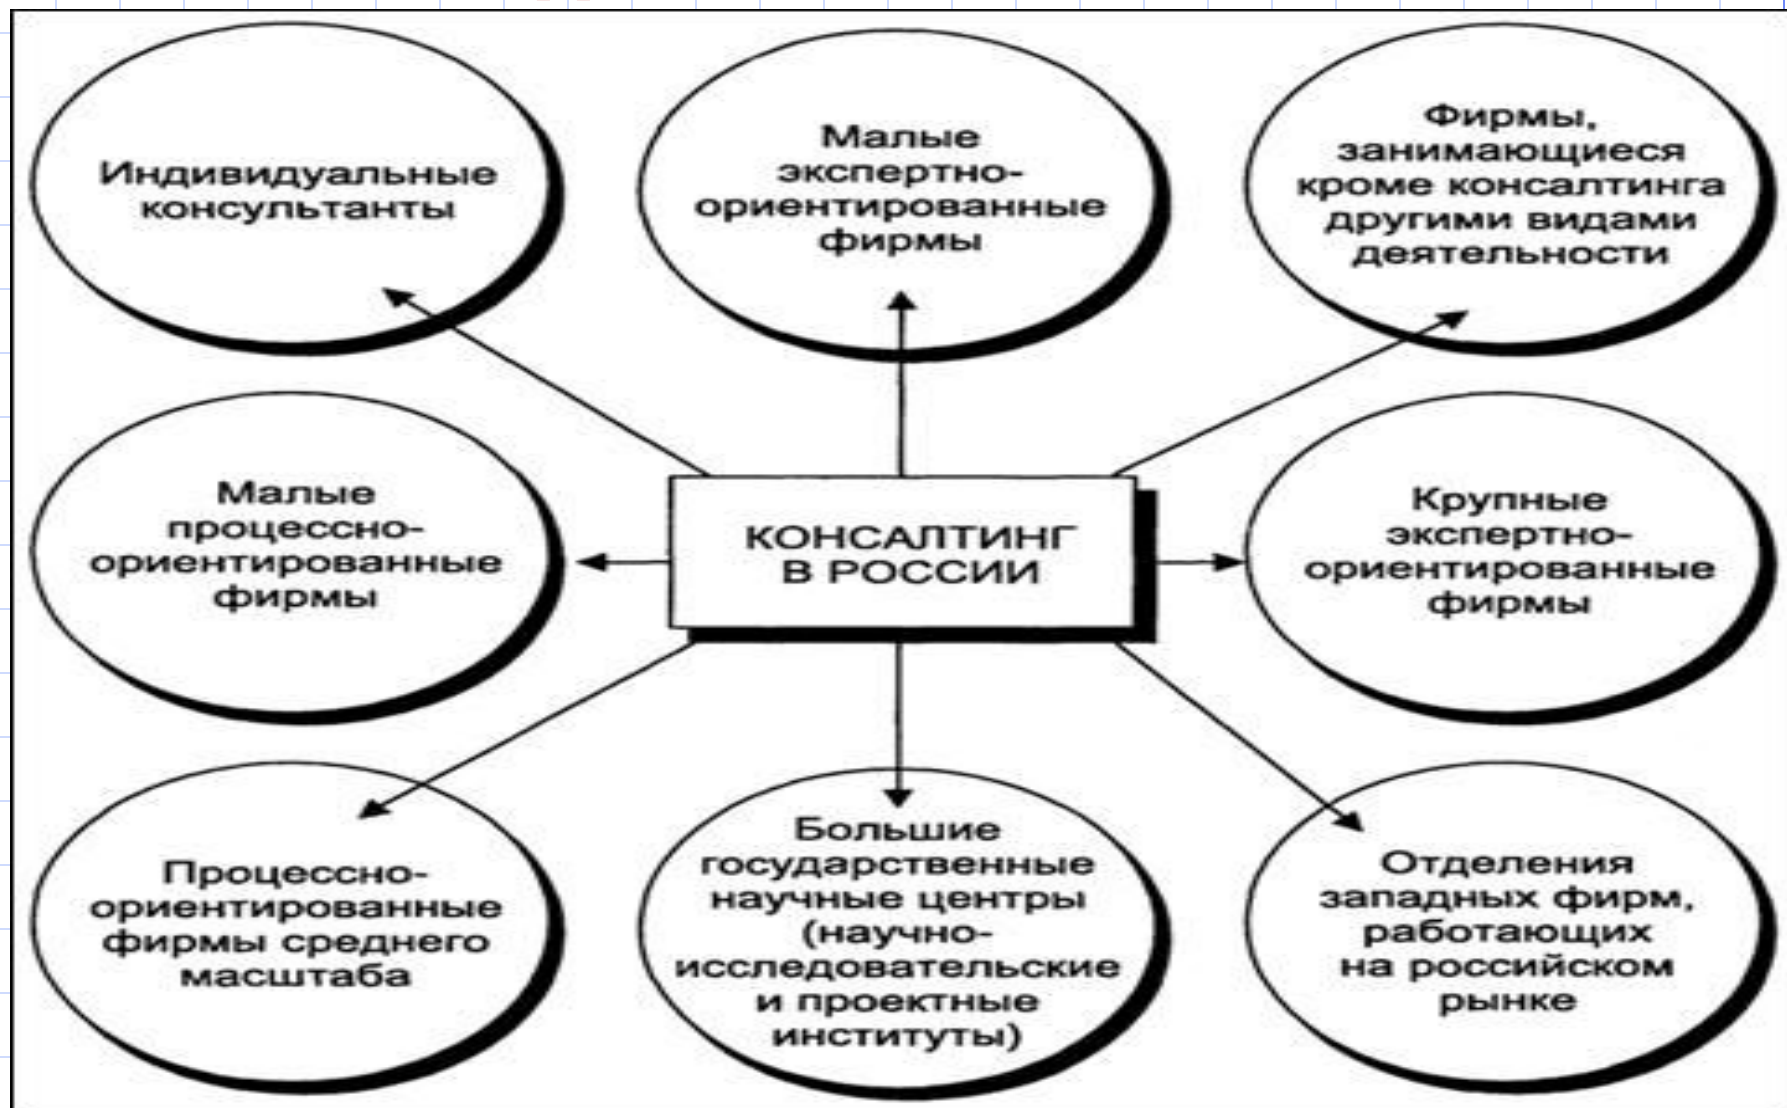 Индивидуальные
консультанты
Малые
экспертно-
ориентированные
фирмы
Фирмы,
занимающиеся
кроме консалтинга
другими видами
деятельности
Малые
процессно-
ориентированные
фирмы
КОНСАЛТИНГ
В РОССИИ
Крупные
экспертно-
ориентированные
фирмы
Процессно-
ориентированные
фирмы среднего
масштаба
Большие
государственные
научные центры
(научно-
исследовательские
и проектные
институты)
Отделения
западных фирм,
работающих
на российском
рынке